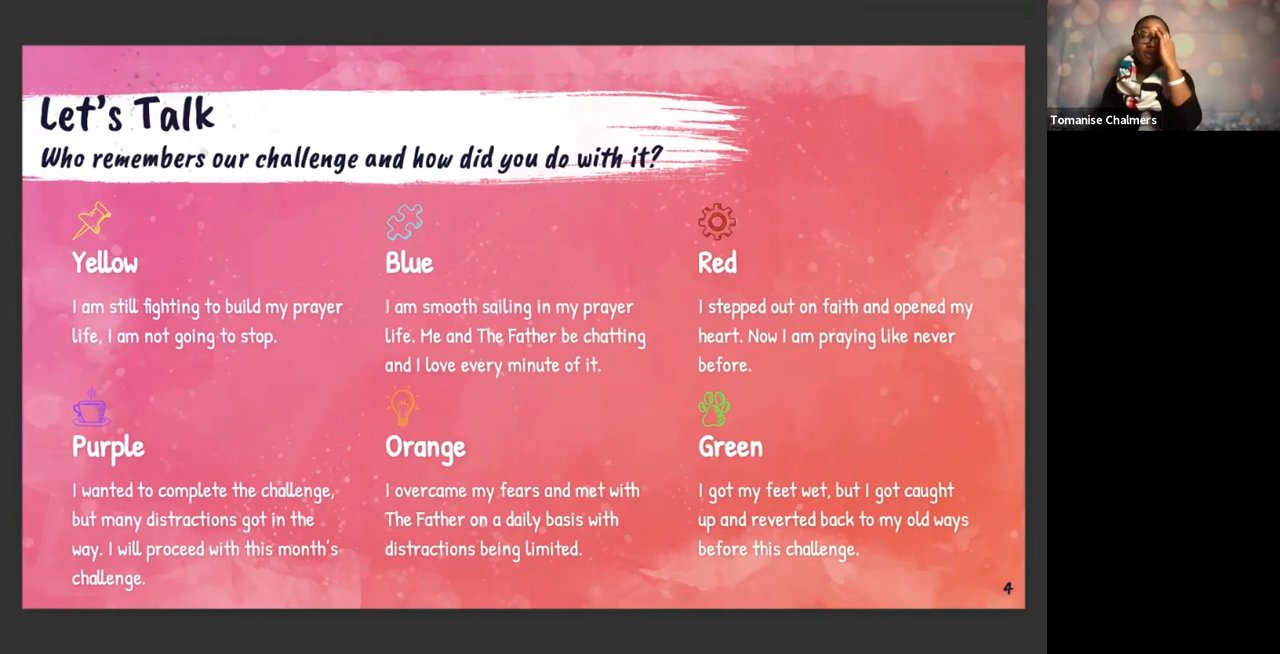 Let's Talk
Who remembers our challenge and how did you do with it?
Yellow
I am still fighting to build my prayer
life, I am not going to stop.
Blue
I am smooth sailing in my prayer
life. Me and The Father be chatting
and I love every minute of it.
Red
I stepped out on faith and opened my
heart. Now I am praying like never
before.
Purple
I wanted to complete the challenge,
but many distractions got in the
way. I will proceed with this month's
challenge.
Orange
I overcame my fears and met with
The Father on a daily basis with
distractions being limited.
Green
I got my feet wet, but I got caught
up and reverted back to my old ways
before this challenge.
4
Tomanise Chalmers